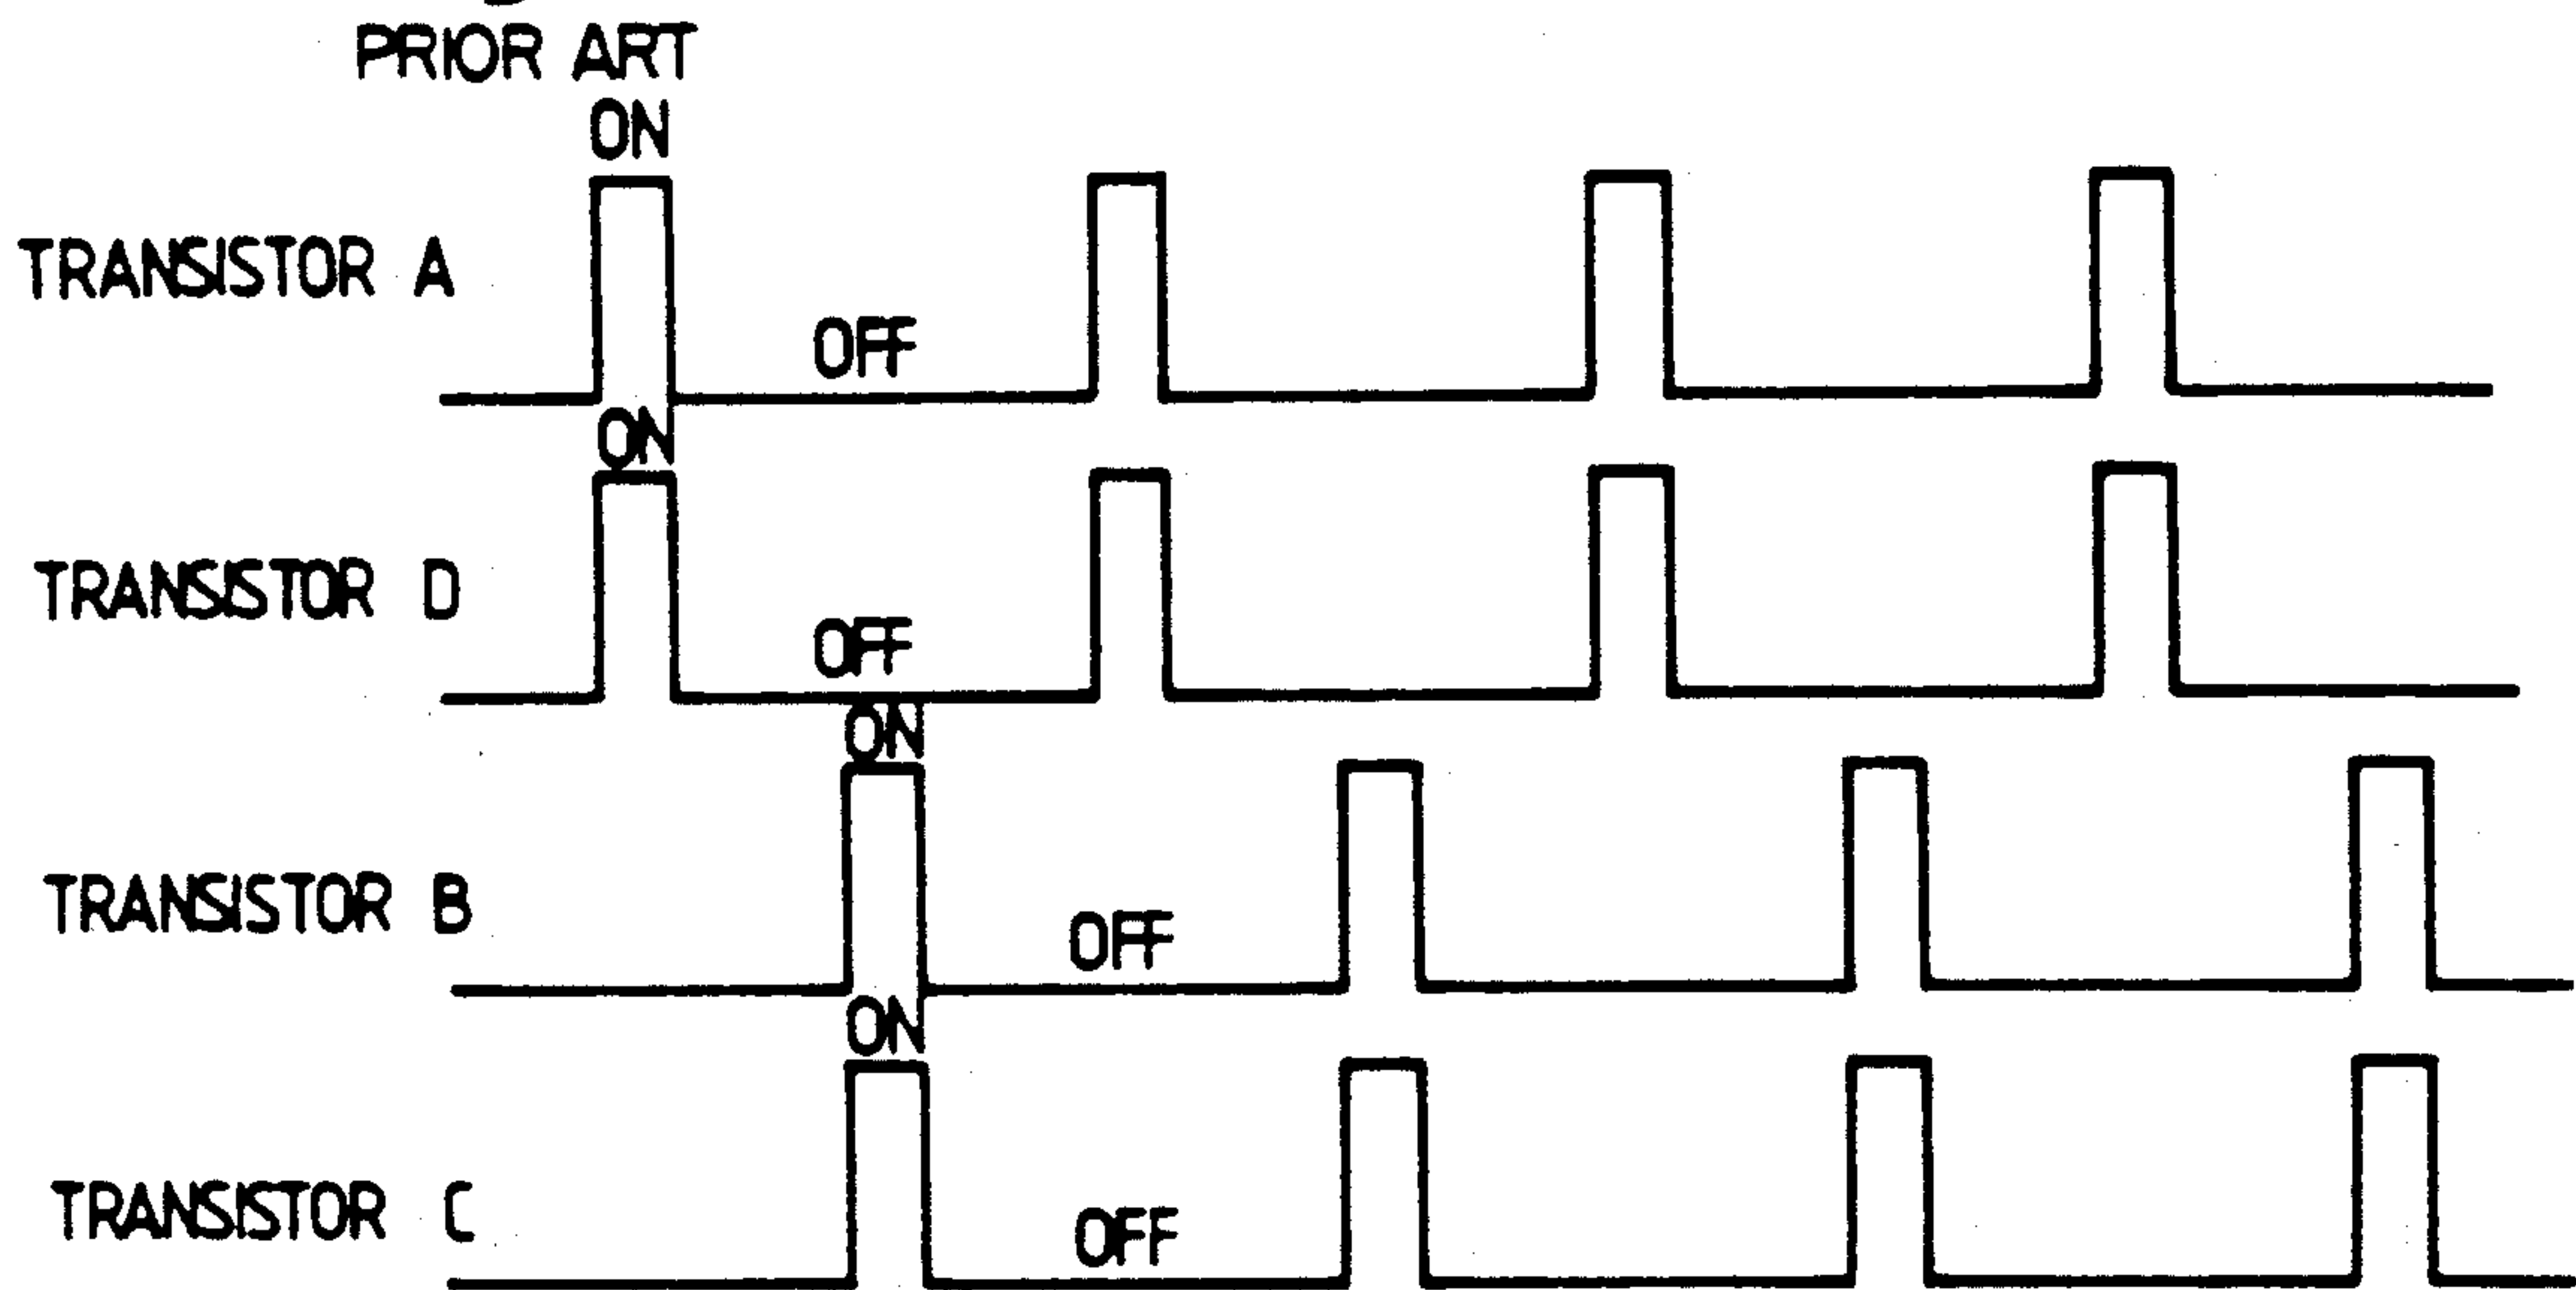 PRIOR ART
ON
TRANSISTOR A
OFF
ON
TRANSISTOR D
OFF
ON
TRANSISTOR B
OFF
ON
TRANSISTOR C
OFF